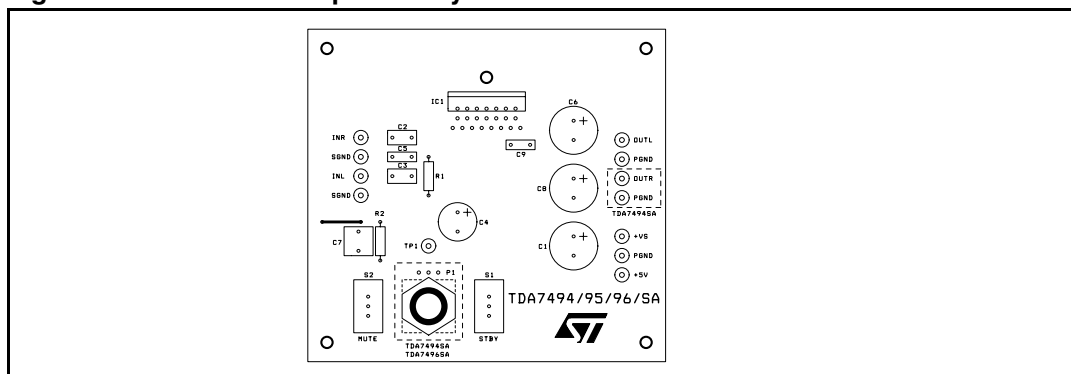 IC1
C6
INR
C2
OUTL
SGND
C5
C9
PGND
INL
C3
R1
C8
OUTR
SGND
PGND
TDA7494SA
R2
C4
C7
TP1
C1
+VS
PGND
+5V
S2
P1
S1
TDA7494/95/96/SA
MUTE
TDA7494SA
TDA7496SA
STBY
ST